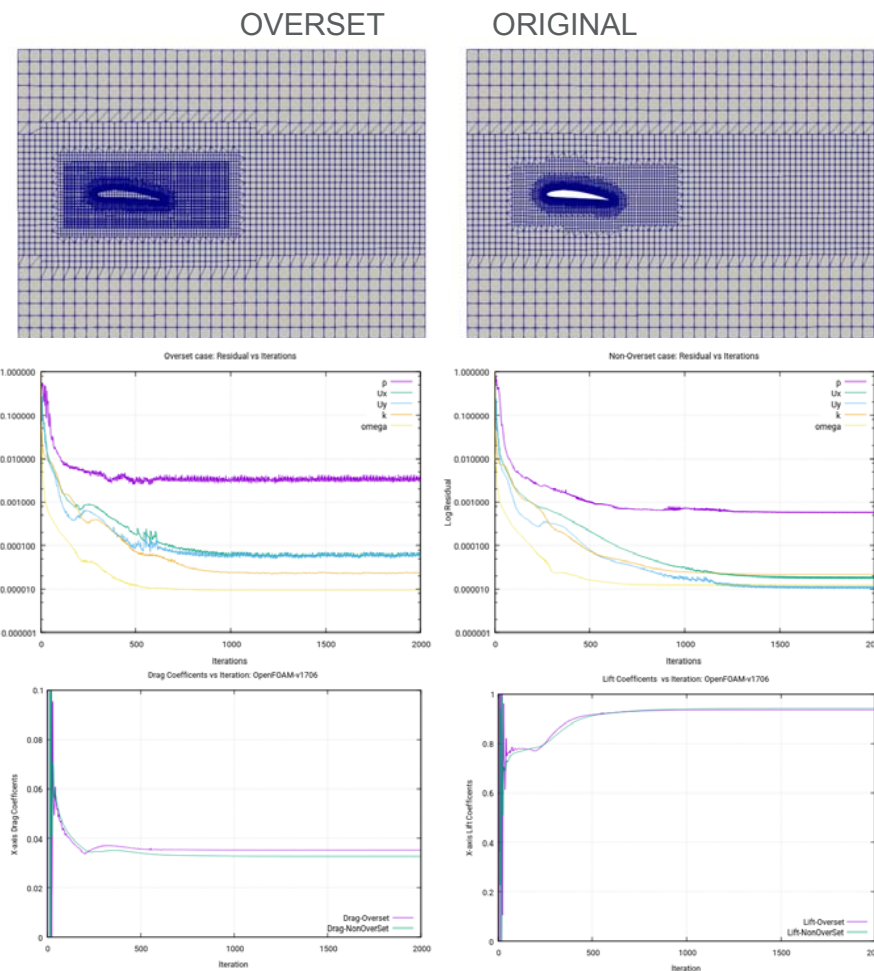 OVERSET ORIGINAL
Overset case: Residual vs Iterations
1.000000
0.100000
0.010000
0.001000
0.000100
0.000010
0.000001
p
Ux
Uy
k
omega
0 500 1000 1500 2000
Iterations
Non-Overset case: Residual vs Iterations
Log Residual
1.000000
0.100000
0.010000
0.001000
0.000100
0.000010
0.000001
p
Ux
Uy
k
omega
0 500 1000 1500 2000
Iterations
Drag Coefficents vs Iteration: OpenFOAM-v1706
X-axis Drag Coefficents
0.1
0.08
0.06
0.04
0.02
0
Drag-Overset
Drag-NonOverSet
0 500 1000 1500 2000
Iteration
Lift Coefficents vs Iteration: OpenFOAM-v1706
X-axis Lift Coefficents
1
0.8
0.6
0.4
0.2
0
Lift-Overset
Lift-NonOverSet
0 500 1000 1500 200
Iteration